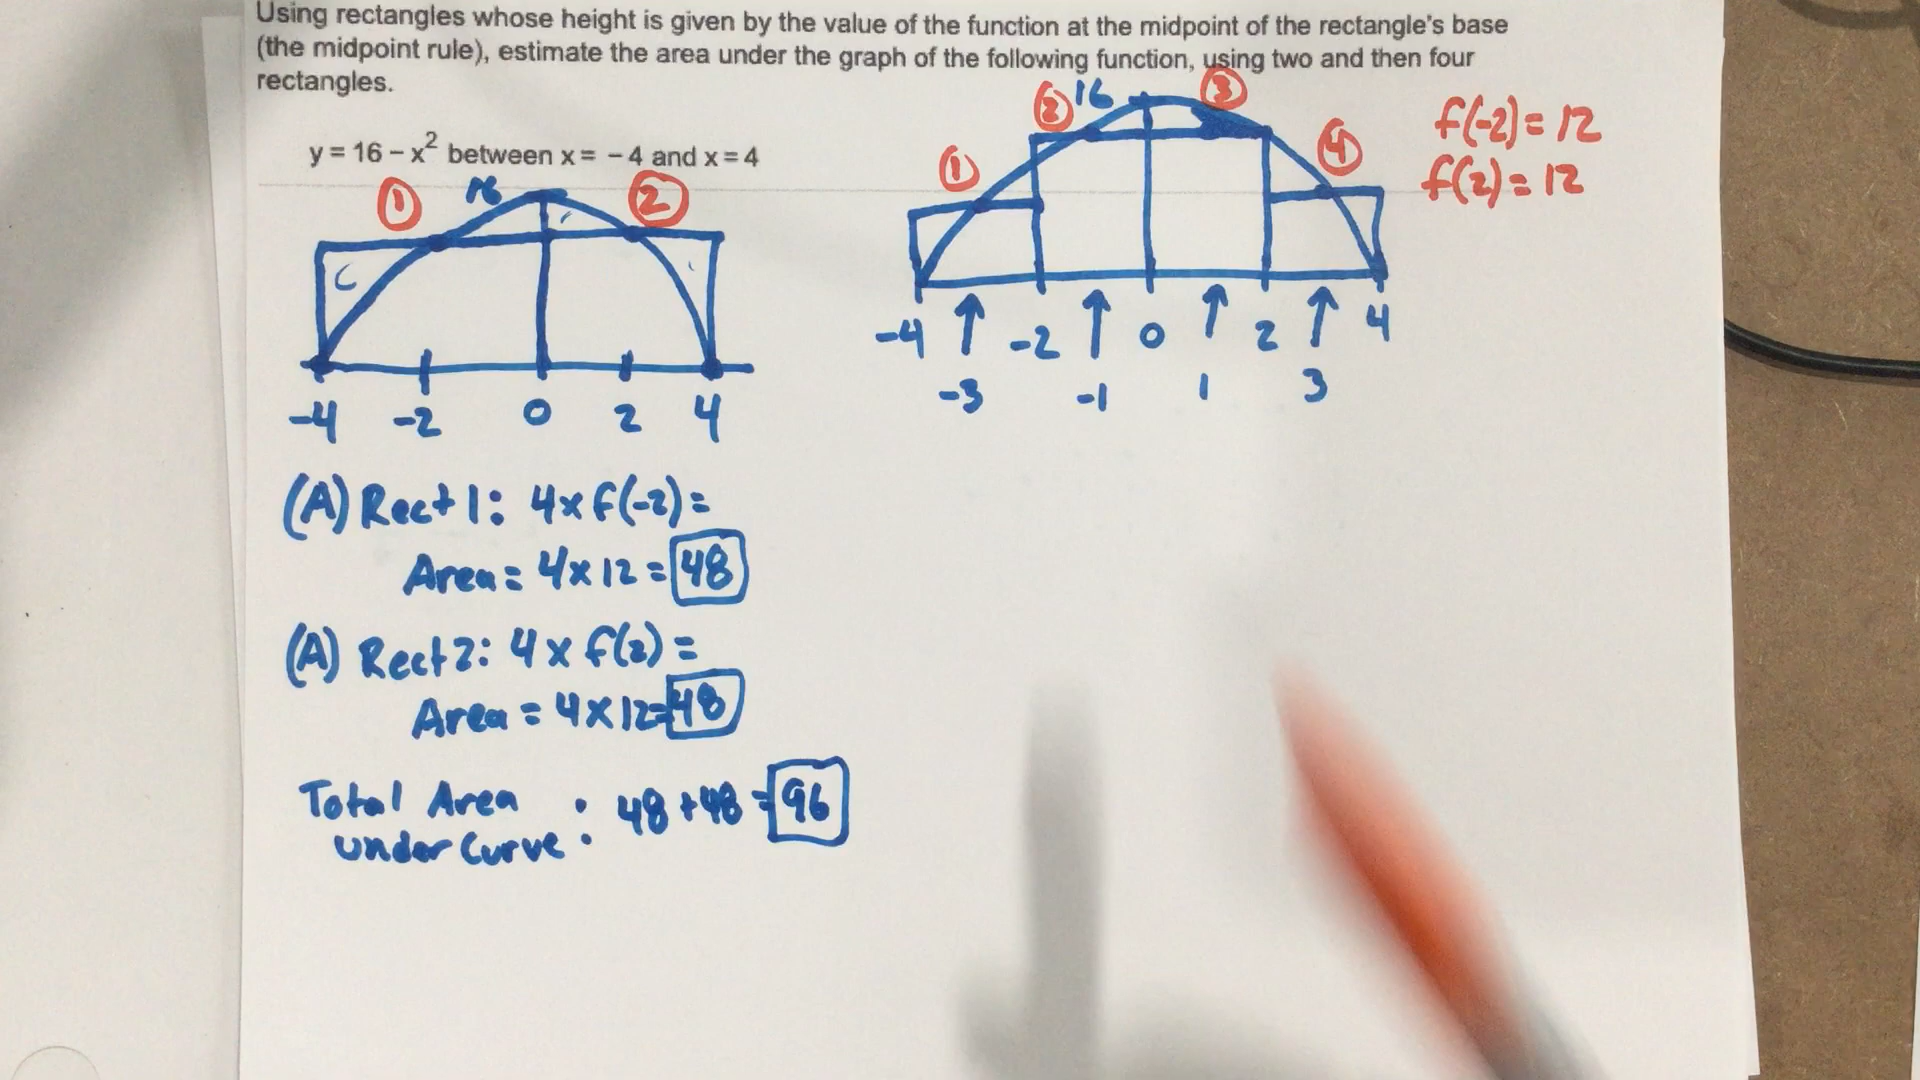 Using rectangles whose height is given by the value of the function at the midpoint of the rectangle's base
(the midpoint rule), estimate the area under the graph of the following function, using two and then four
rectangles.
y = 16 − x² between x = − 4 and x = 4
① 16 ②
-4 -2 0 2 4
(A) Rect 1: 4 x f(-2) =
Area = 4 x 12 = 48
(A) Rect 2: 4 x f(2) =
Area = 4 x 12 = 48
Total Area
under Curve : 48 + 48 = 96
① ② 16 ③ ④
-4 -2 0 2 4
-3 -1 1 3
f(-2) = 12
f(2) = 12